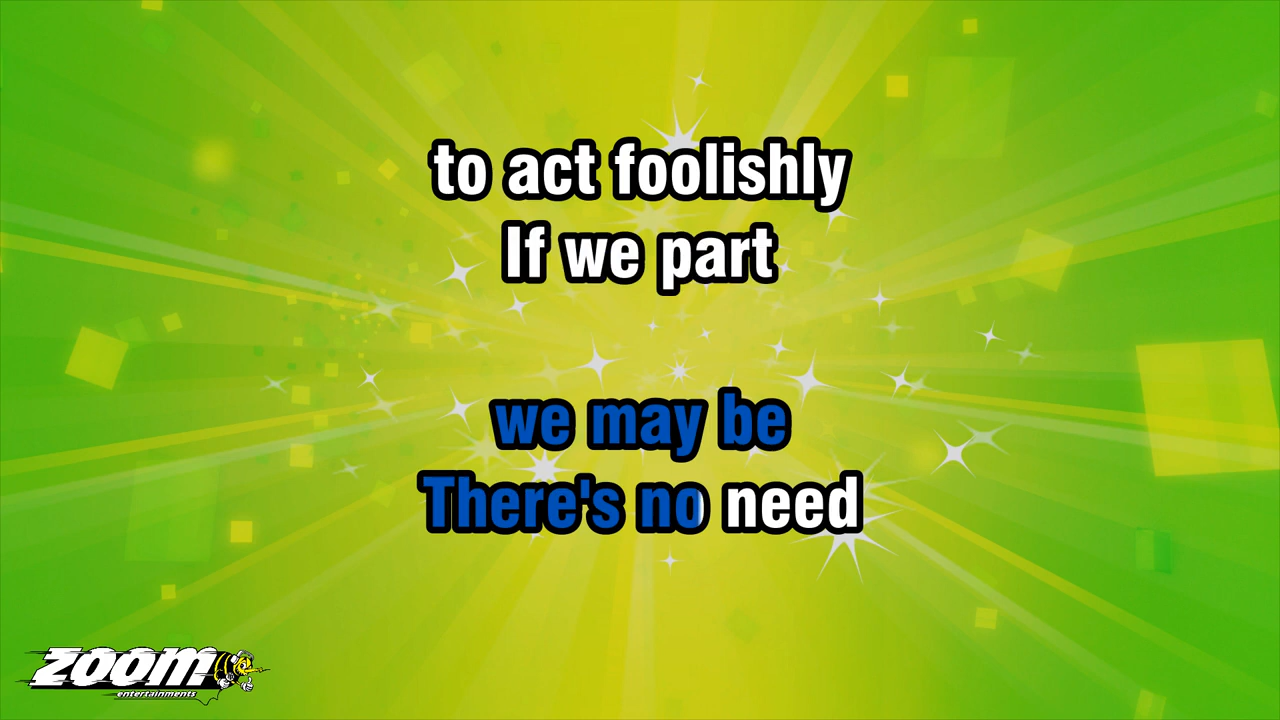 to act foolishly
If we part
we may be
There's no need
zoom
entertainments